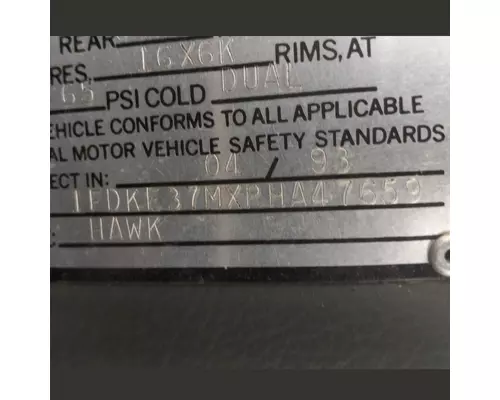 REAR
RES, 16X6K RIMS, AT
65 PSI COLD DUAL
EHICLE CONFORMS TO ALL APPLICABLE
AL MOTOR VEHICLE SAFETY STANDARDS
ECT IN: 04 / 93
1FDKE37MXPHA47659
: HAWK